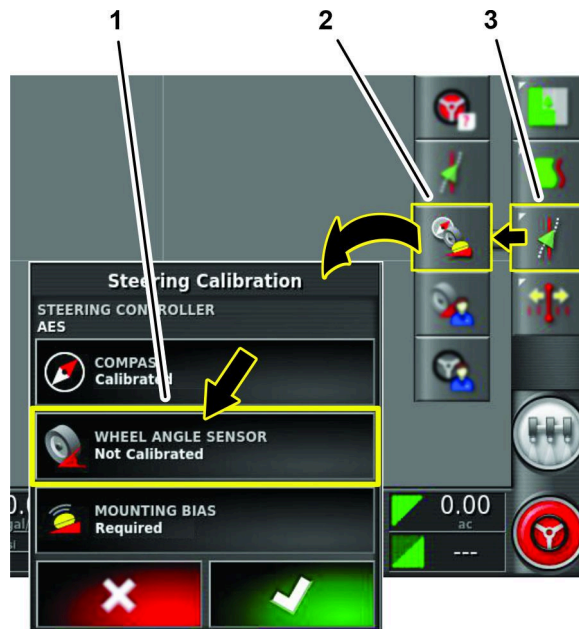 1
2
3
?
Steering Calibration
STEERING CONTROLLER
AES
COMPASS
Calibrated
WHEEL ANGLE SENSOR
Not Calibrated
MOUNTING BIAS
Required
0.00
ac
---